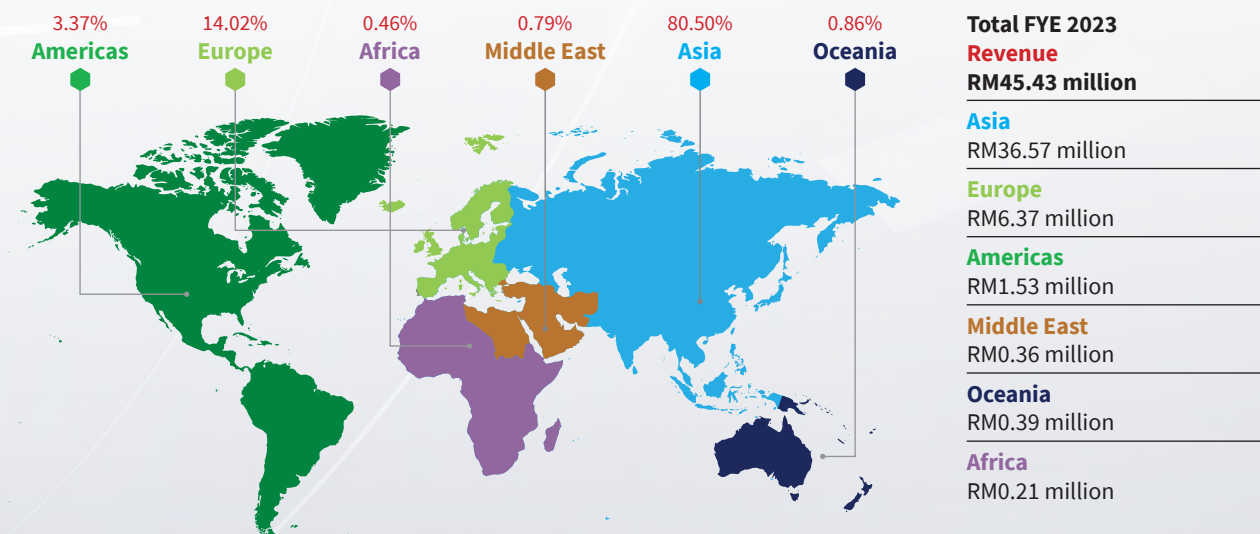 3.37%
Americas
14.02%
Europe
0.46%
Africa
0.79%
Middle East
80.50%
Asia
0.86%
Oceania
Total FYE 2023
Revenue
RM45.43 million
Asia
RM36.57 million
Europe
RM6.37 million
Americas
RM1.53 million
Middle East
RM0.36 million
Oceania
RM0.39 million
Africa
RM0.21 million